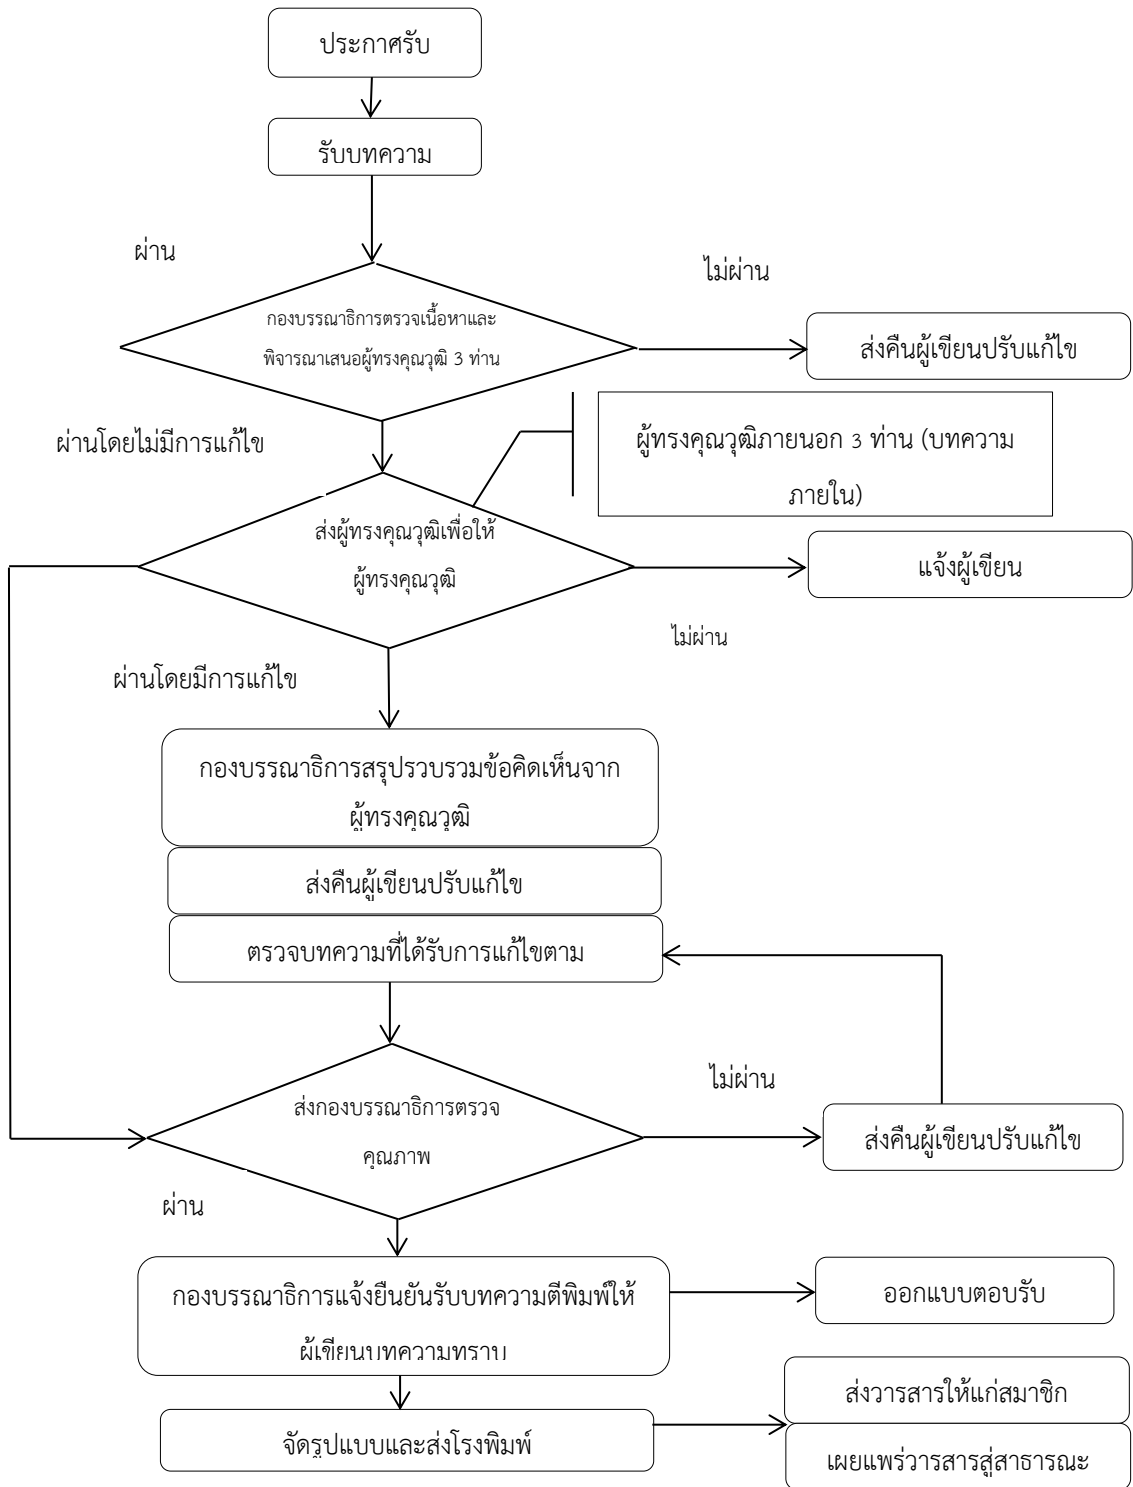 ประกาศรับ
รับบทความ
ผ่าน
ไม่ผ่าน
กองบรรณาธิการตรวจเนื้อหาและ
พิจารณาเสนอผู้ทรงคุณวุฒิ 3 ท่าน
ส่งคืนผู้เขียนปรับแก้ไข
ผ่านโดยไม่มีการแก้ไข
ผู้ทรงคุณวุฒิภายนอก 3 ท่าน (บทความ
ภายใน)
ส่งผู้ทรงคุณวุฒิเพื่อให้
ผู้ทรงคุณวุฒิ
แจ้งผู้เขียน
ไม่ผ่าน
ผ่านโดยมีการแก้ไข
กองบรรณาธิการสรุปรวบรวมข้อคิดเห็นจาก
ผู้ทรงคุณวุฒิ
ส่งคืนผู้เขียนปรับแก้ไข
ตรวจบทความที่ได้รับการแก้ไขตาม
ไม่ผ่าน
ส่งกองบรรณาธิการตรวจ
คุณภาพ
ส่งคืนผู้เขียนปรับแก้ไข
ผ่าน
กองบรรณาธิการแจ้งยืนยันรับบทความตีพิมพ์ให้
ผู้เขียนบทความทราบ
ออกแบบตอบรับ
จัดรูปแบบและส่งโรงพิมพ์
ส่งวารสารให้แก่สมาชิก
เผยแพร่วารสารสู่สาธารณะ